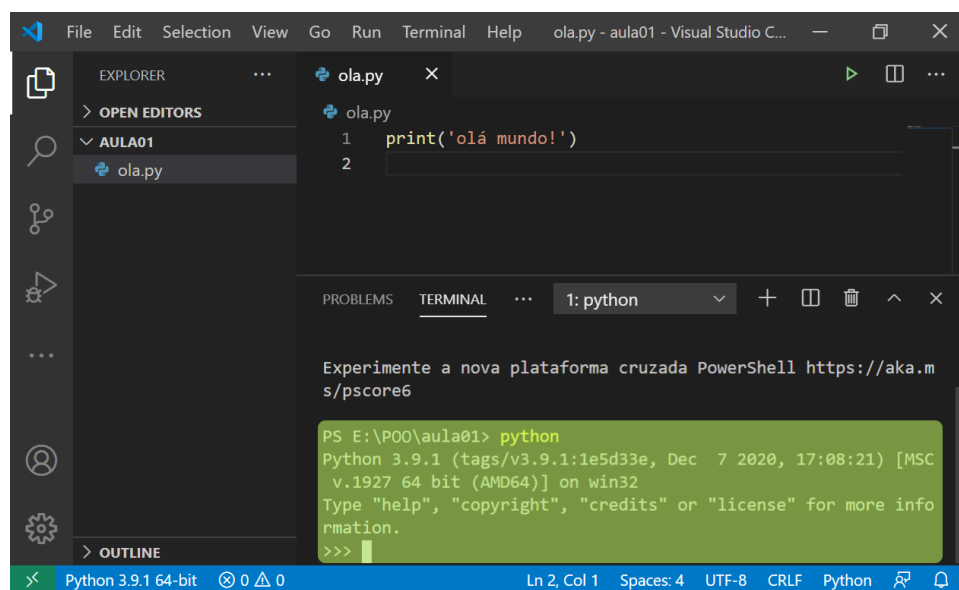 File Edit Selection View Go Run Terminal Help ola.py - aula01 - Visual Studio C...
EXPLORER
OPEN EDITORS
AULA01
ola.py
OUTLINE
ola.py
ola.py
1 print('olá mundo!')
2
PROBLEMS TERMINAL ... 1: python
Experimente a nova plataforma cruzada PowerShell https://aka.m
s/pscore6
PS E:\POO\aula01> python
Python 3.9.1 (tags/v3.9.1:1e5d33e, Dec  7 2020, 17:08:21) [MSC
 v.1927 64 bit (AMD64)] on win32
Type "help", "copyright", "credits" or "license" for more info
rmation.
>>>
Python 3.9.1 64-bit 0 0 Ln 2, Col 1 Spaces: 4 UTF-8 CRLF Python